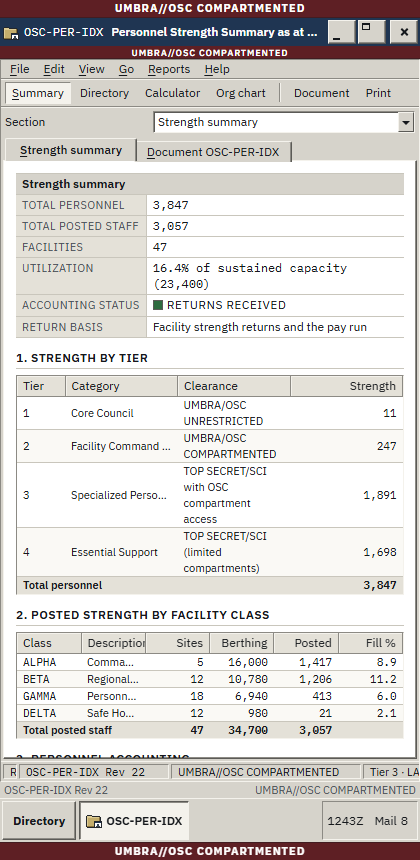 UMBRA//OSC COMPARTMENTED
OSC-PER-IDX Personnel Strength Summary as at ...
UMBRA//OSC COMPARTMENTED
File Edit View Go Reports Help
Summary Directory Calculator Org chart Document Print
Section Strength summary
Strength summary Document OSC-PER-IDX
Strength summary
TOTAL PERSONNEL 3,847
TOTAL POSTED STAFF 3,057
FACILITIES 47
UTILIZATION 16.4% of sustained capacity
(23,400)
ACCOUNTING STATUS RETURNS RECEIVED
RETURN BASIS Facility strength returns and the pay run
1. STRENGTH BY TIER
Tier Category Clearance Strength
1 Core Council UMBRA/OSC
UNRESTRICTED 11
2 Facility Command ... UMBRA/OSC
COMPARTMENTED 247
3 Specialized Perso... TOP SECRET/SCI
with OSC
compartment
access 1,891
4 Essential Support TOP SECRET/SCI
(limited
compartments) 1,698
Total personnel 3,847
2. POSTED STRENGTH BY FACILITY CLASS
Class Description Sites Berthing Posted Fill %
ALPHA Comma... 5 16,000 1,417 8.9
BETA Regional... 12 10,780 1,206 11.2
GAMMA Personn... 18 6,940 413 6.0
DELTA Safe Ho... 12 980 21 2.1
Total posted staff 47 34,700 3,057
3. PERSONNEL ACCOUNTING
R OSC-PER-IDX Rev 22 UMBRA//OSC COMPARTMENTED Tier 3 · LA
OSC-PER-IDX Rev 22 UMBRA//OSC COMPARTMENTED
Directory OSC-PER-IDX 1243Z Mail 8
UMBRA//OSC COMPARTMENTED